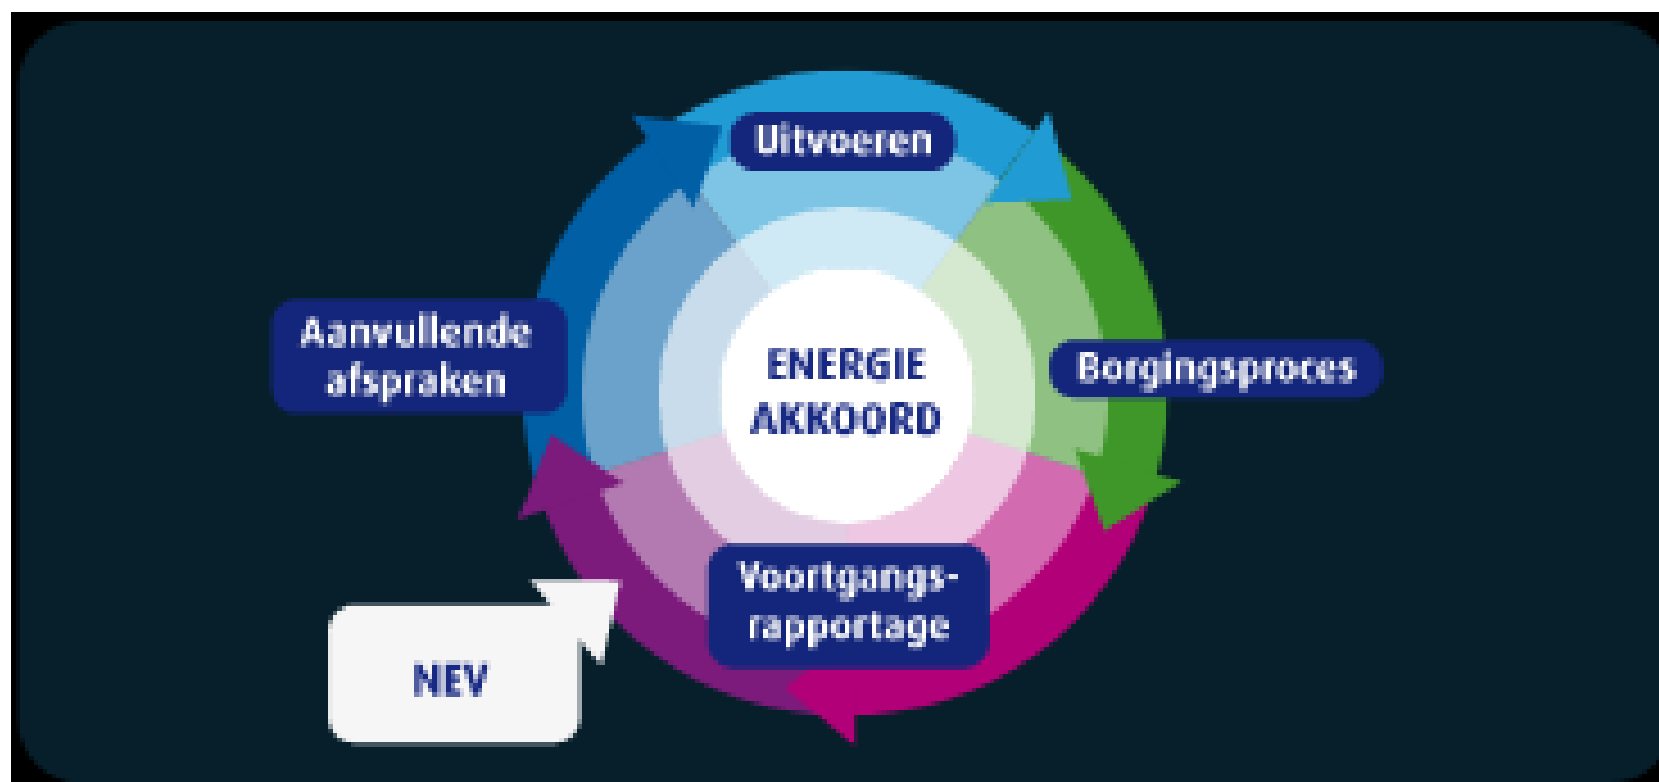 Uitvoeren
Aanvullende
afspraken
ENERGIE
AKKOORD
Borgingsproces
Voortgangs-
rapportage
NEV